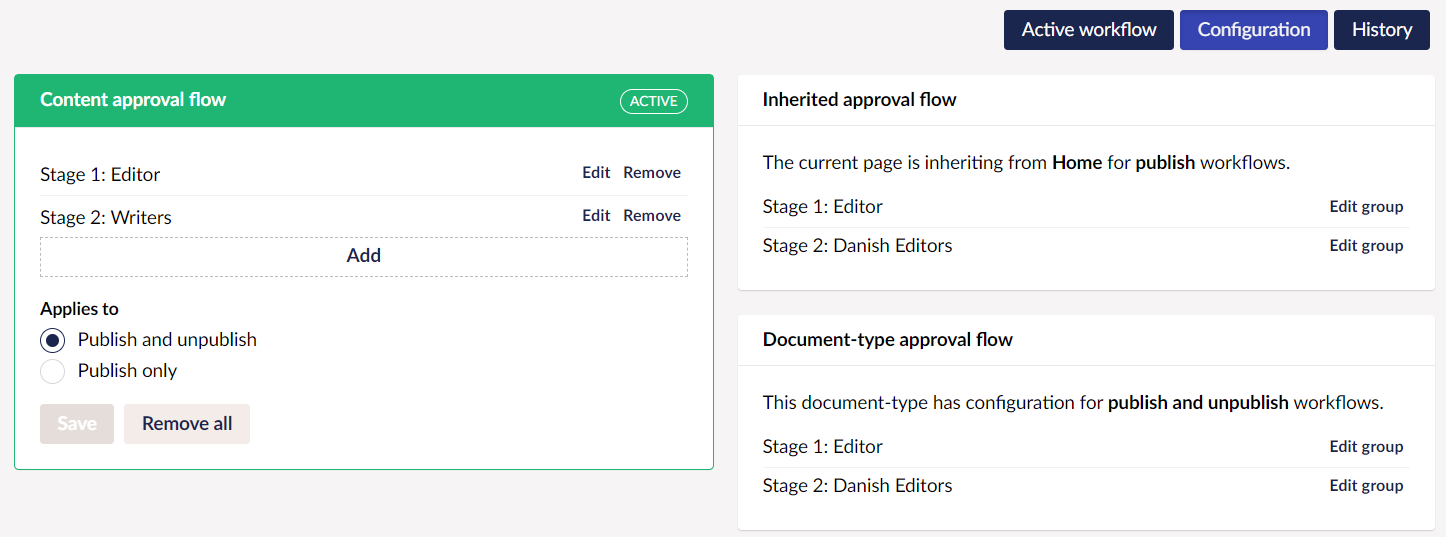 Active workflow Configuration History
Content approval flow ACTIVE
Stage 1: Editor Edit Remove
Stage 2: Writers Edit Remove
Add
Applies to
Publish and unpublish
Publish only
Save Remove all
Inherited approval flow
The current page is inheriting from Home for publish workflows.
Stage 1: Editor Edit group
Stage 2: Danish Editors Edit group
Document-type approval flow
This document-type has configuration for publish and unpublish workflows.
Stage 1: Editor Edit group
Stage 2: Danish Editors Edit group